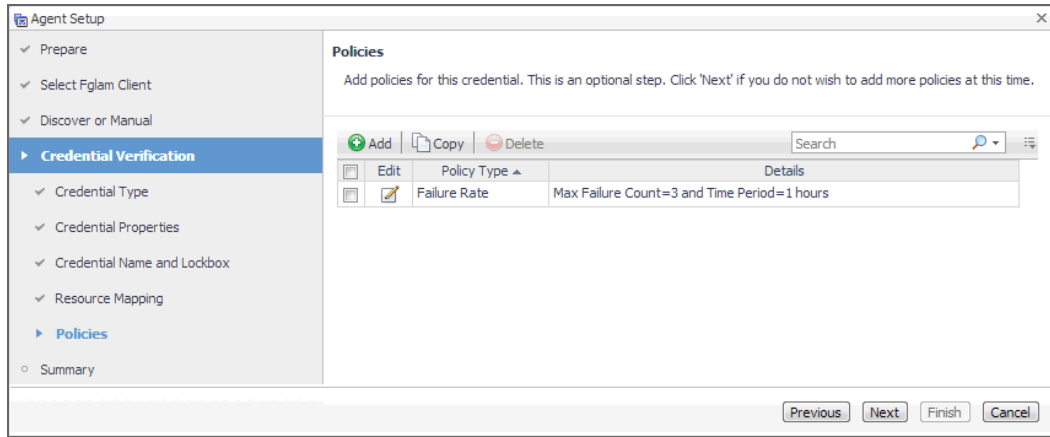 Agent Setup
Prepare
Select Fglam Client
Discover or Manual
Credential Verification
Credential Type
Credential Properties
Credential Name and Lockbox
Resource Mapping
Policies
Summary
Policies
Add policies for this credential. This is an optional step. Click 'Next' if you do not wish to add more policies at this time.
Add Copy Delete Search
Edit Policy Type Details
Failure Rate Max Failure Count=3 and Time Period=1 hours
Previous Next Finish Cancel